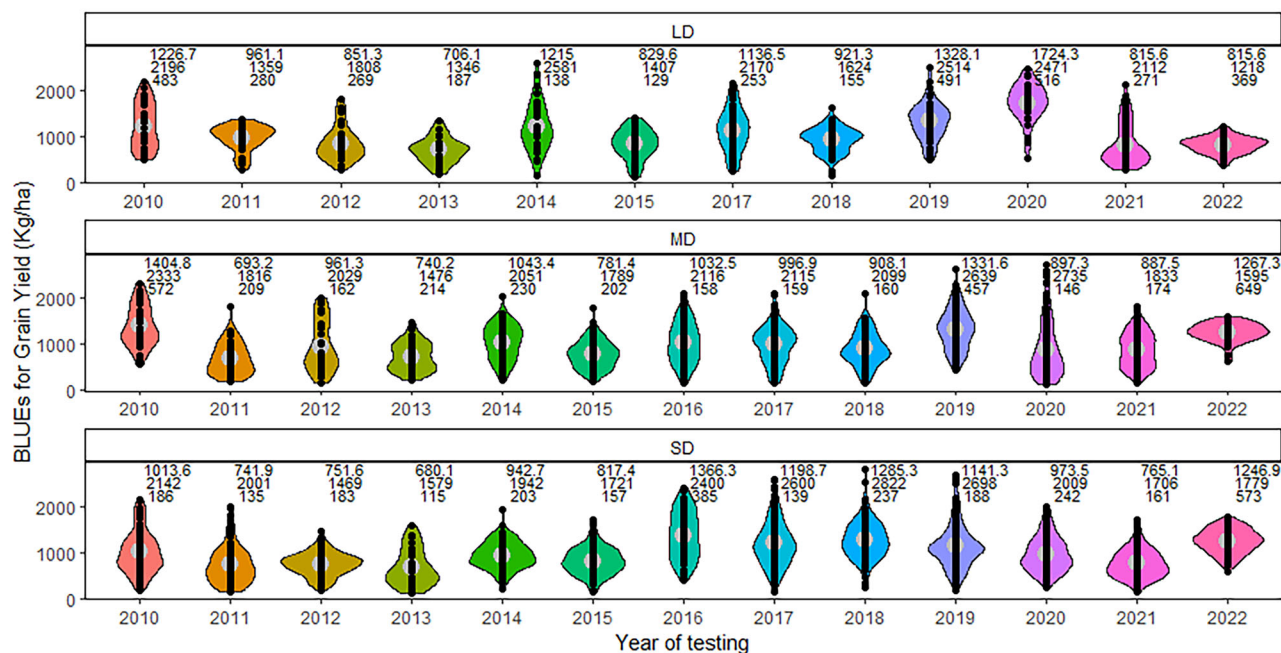 LD
1226.7 961.1 851.3 706.1 1215 829.6 1136.5 921.3 1328.1 1724.3 815.6 815.6
2196 1359 1808 1346 2581 1407 2170 1624 2514 2471 2112 1218
483 280 269 187 138 129 253 155 491 516 271 369
2000
1000
0
2010 2011 2012 2013 2014 2015 2017 2018 2019 2020 2021 2022
MD
1404.8 693.2 961.3 740.2 1043.4 781.4 1032.5 996.9 908.1 1331.6 897.3 887.5 1267.3
2333 1816 2029 1476 2051 1789 2116 2115 2099 2639 2735 1833 1595
572 209 162 214 230 202 158 159 160 457 146 174 649
2000
1000
0
2010 2011 2012 2013 2014 2015 2016 2017 2018 2019 2020 2021 2022
SD
1013.6 741.9 751.6 680.1 942.7 817.4 1366.3 1198.7 1285.3 1141.3 973.5 765.1 1246.9
2142 2001 1469 1579 1942 1721 2400 2600 2822 2698 2009 1706 1779
186 135 183 115 203 157 385 139 237 188 242 161 573
2000
1000
0
2010 2011 2012 2013 2014 2015 2016 2017 2018 2019 2020 2021 2022
BLUEs for Grain Yield (Kg/ha)
Year of testing